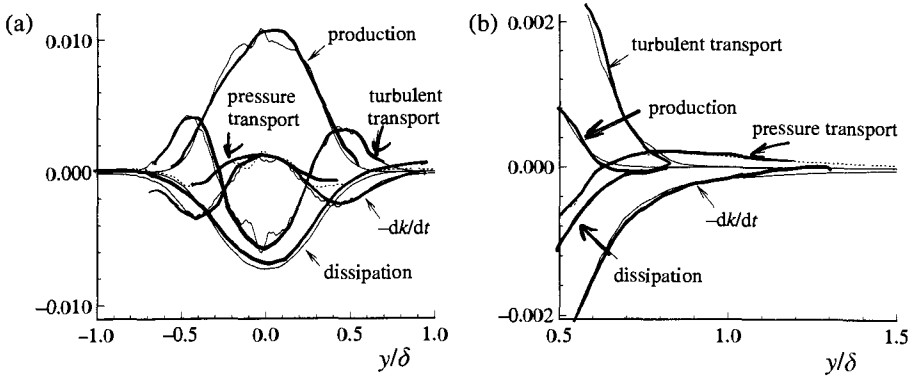 (a)
0.010
0.000
−0.010
−1.0
−0.5
0.0
0.5
1.0
y/δ
production
pressure
transport
turbulent
transport
−dk/dt
dissipation
(b)
0.002
0.000
−0.002
0.5
1.0
1.5
y/δ
turbulent transport
production
pressure transport
−dk/dt
dissipation